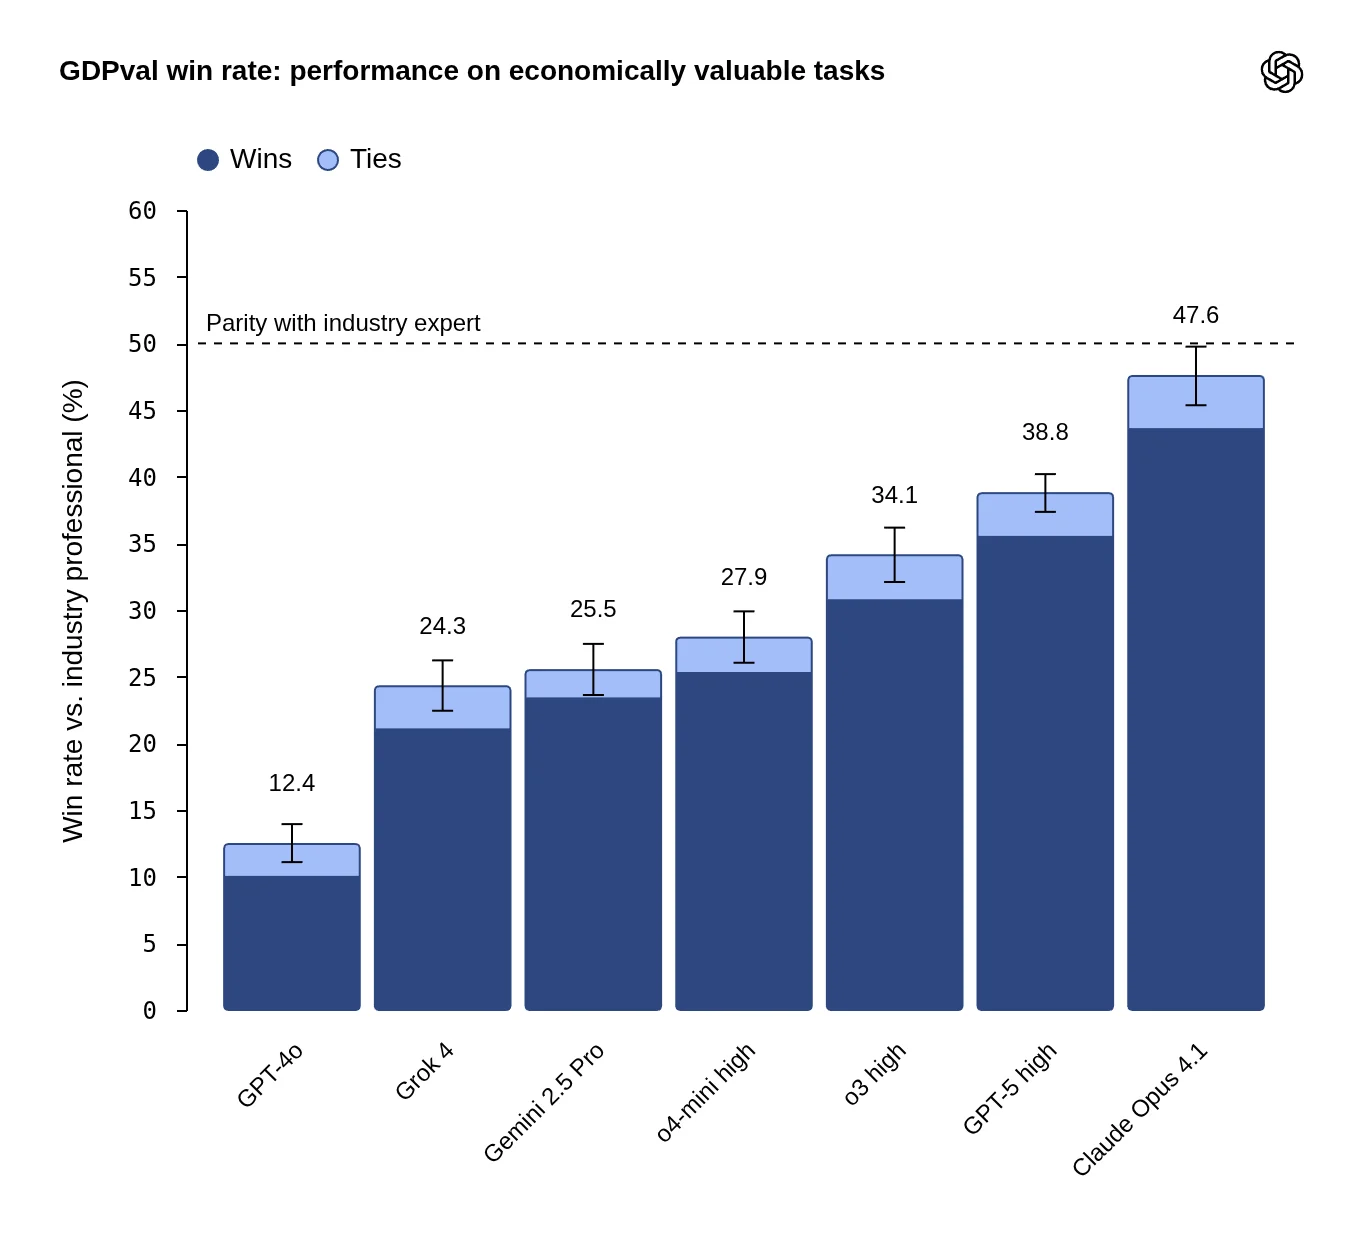 GDPval win rate: performance on economically valuable tasks
Wins Ties
Win rate vs. industry professional (%)
60
55
50
45
40
35
30
25
20
15
10
5
0
Parity with industry expert
12.4
24.3
25.5
27.9
34.1
38.8
47.6
GPT-4o
Grok 4
Gemini 2.5 Pro
o4-mini high
o3 high
GPT-5 high
Claude Opus 4.1